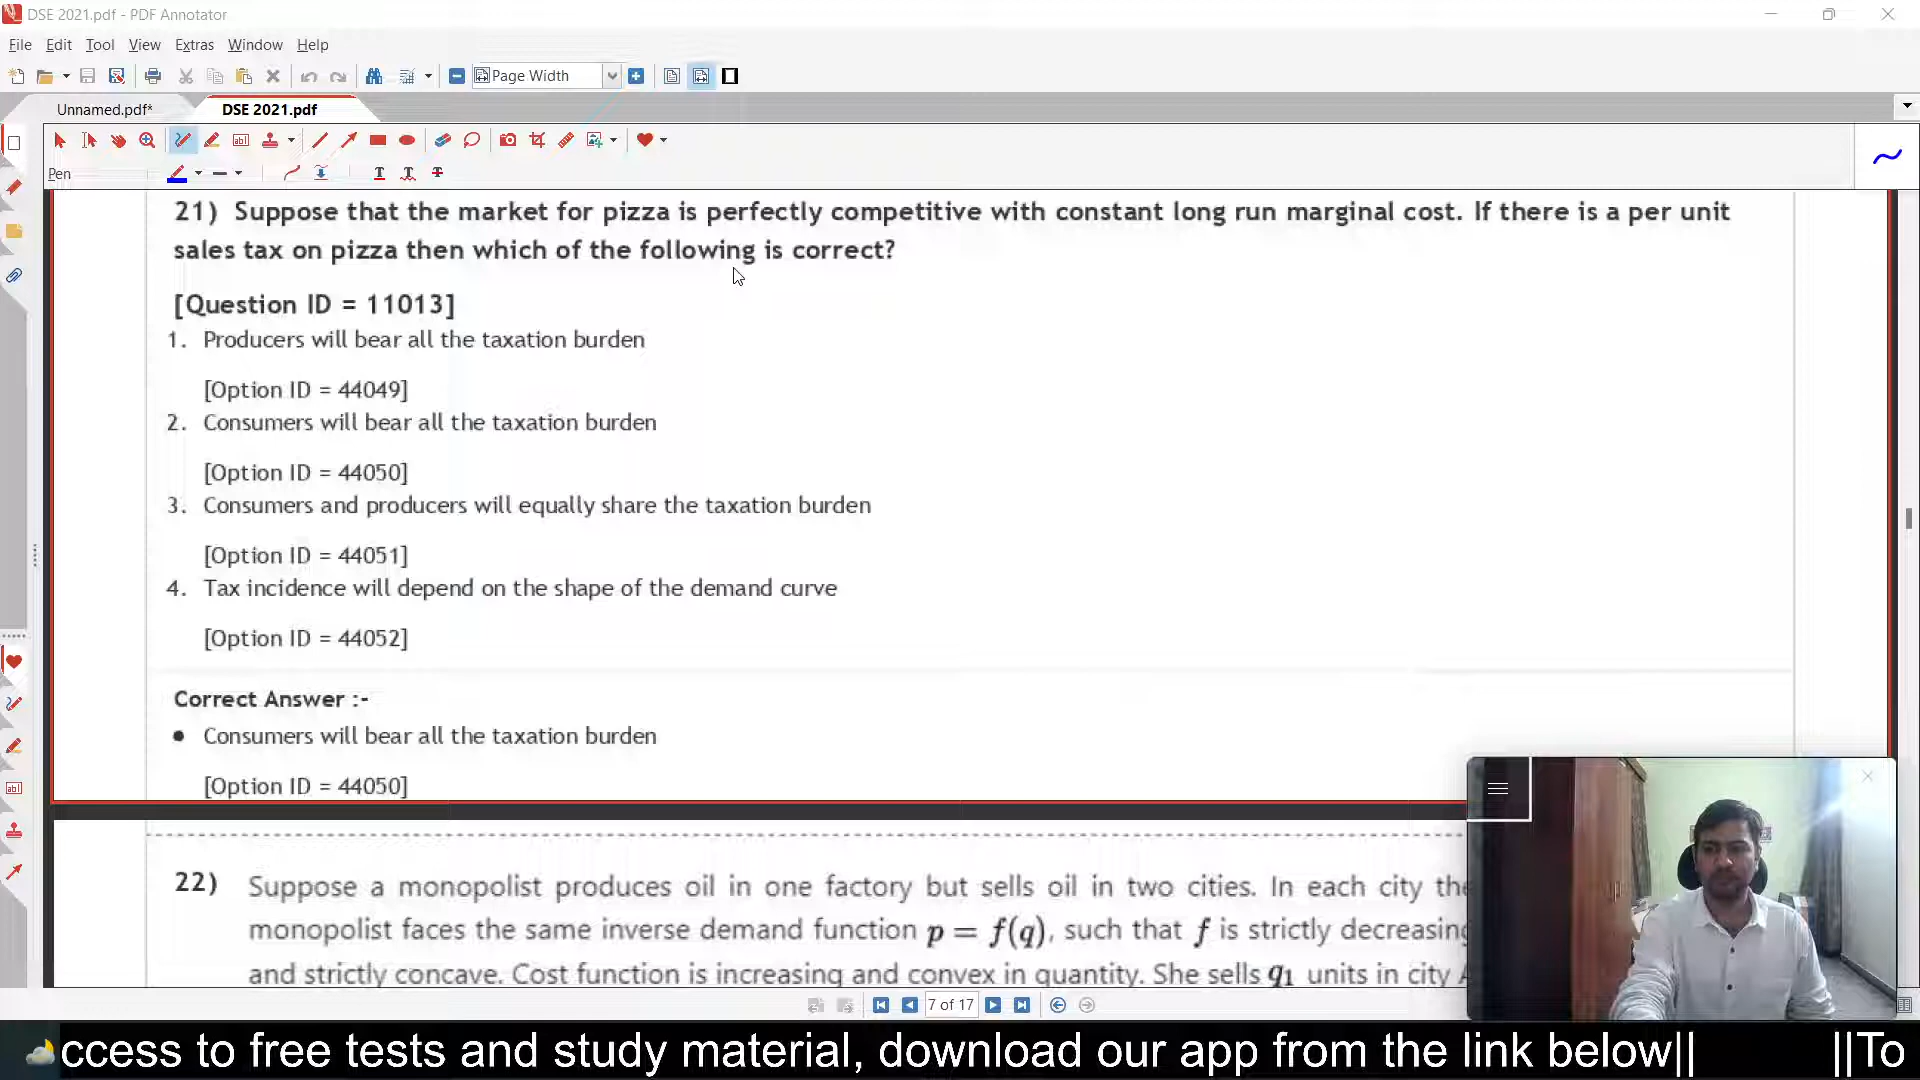 DSE 2021.pdf - PDF Annotator
File Edit Tool View Extras Window Help
Page Width
Unnamed.pdf* DSE 2021.pdf
Pen
21) Suppose that the market for pizza is perfectly competitive with constant long run marginal cost. If there is a per unit
sales tax on pizza then which of the following is correct?
[Question ID = 11013]
1. Producers will bear all the taxation burden
[Option ID = 44049]
2. Consumers will bear all the taxation burden
[Option ID = 44050]
3. Consumers and producers will equally share the taxation burden
[Option ID = 44051]
4. Tax incidence will depend on the shape of the demand curve
[Option ID = 44052]
Correct Answer :-
• Consumers will bear all the taxation burden
[Option ID = 44050]
22) Suppose a monopolist produces oil in one factory but sells oil in two cities. In each city the
monopolist faces the same inverse demand function p = f(q), such that f is strictly decreasing
and strictly concave. Cost function is increasing and convex in quantity. She sells q1 units in city
7 of 17
ccess to free tests and study material, download our app from the link below|| ||To